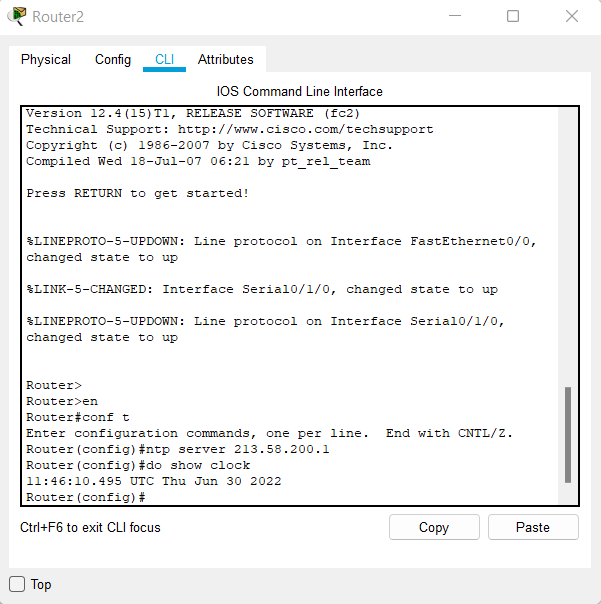 Router2
Physical Config CLI Attributes
IOS Command Line Interface
Version 12.4(15)T1, RELEASE SOFTWARE (fc2)
Technical Support: http://www.cisco.com/techsupport
Copyright (c) 1986-2007 by Cisco Systems, Inc.
Compiled Wed 18-Jul-07 06:21 by pt_rel_team
Press RETURN to get started!
%LINEPROTO-5-UPDOWN: Line protocol on Interface FastEthernet0/0,
changed state to up
%LINK-5-CHANGED: Interface Serial0/1/0, changed state to up
%LINEPROTO-5-UPDOWN: Line protocol on Interface Serial0/1/0,
changed state to up
Router>
Router>en
Router#conf t
Enter configuration commands, one per line.  End with CNTL/Z.
Router(config)#ntp server 213.58.200.1
Router(config)#do show clock
11:46:10.495 UTC Thu Jun 30 2022
Router(config)#
Ctrl+F6 to exit CLI focus
Copy Paste
Top